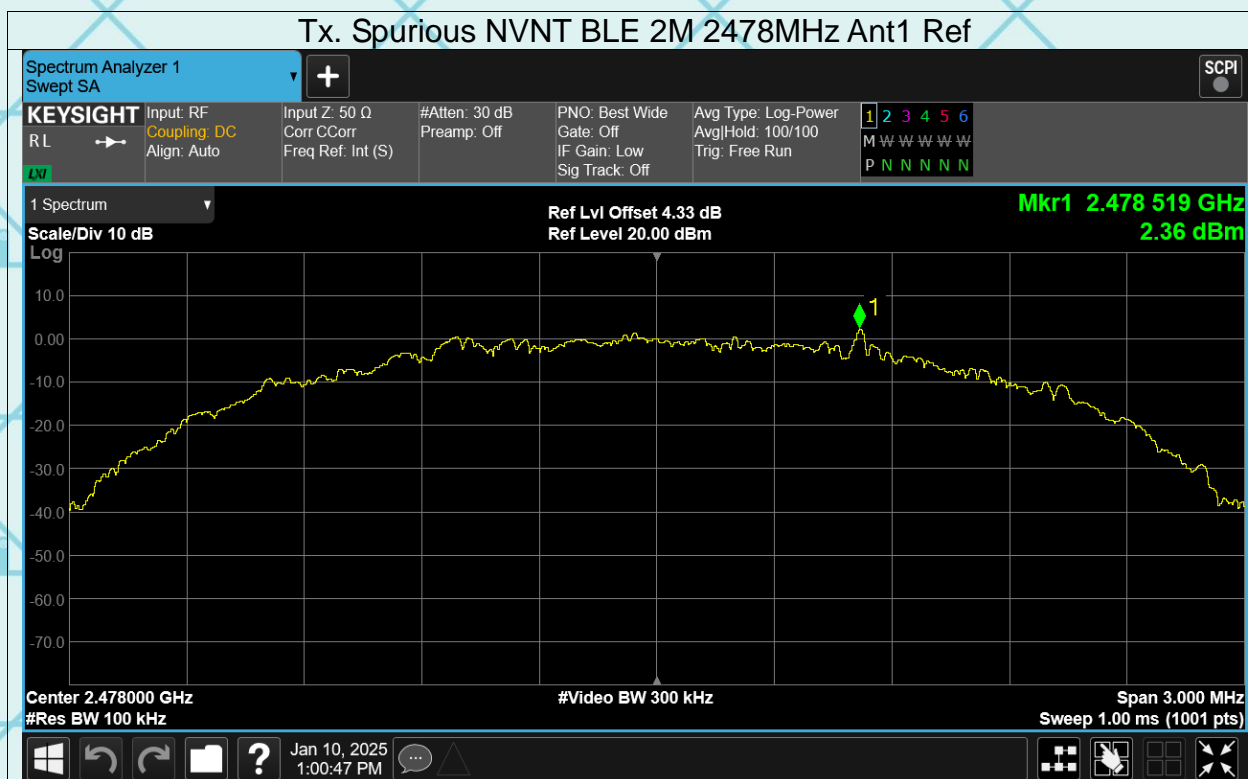 Tx. Spurious NVNT BLE 2M 2478MHz Ant1 Ref
Spectrum Analyzer 1
Swept SA
SCPI
KEYSIGHT
RL
LXI
Input: RF
Coupling: DC
Align: Auto
Input Z: 50 Ω
Corr CCorr
Freq Ref: Int (S)
#Atten: 30 dB
Preamp: Off
PNO: Best Wide
Gate: Off
IF Gain: Low
Sig Track: Off
Avg Type: Log-Power
Avg|Hold: 100/100
Trig: Free Run
1 2 3 4 5 6
M W W W W W W
P N N N N N
1 Spectrum
Scale/Div 10 dB
Ref Lvl Offset 4.33 dB
Ref Level 20.00 dBm
Mkr1 2.478 519 GHz
2.36 dBm
Log
10.0
0.00
-10.0
-20.0
-30.0
-40.0
-50.0
-60.0
-70.0
1
Center 2.478000 GHz
#Res BW 100 kHz
#Video BW 300 kHz
Span 3.000 MHz
Sweep 1.00 ms (1001 pts)
?
Jan 10, 2025
1:00:47 PM